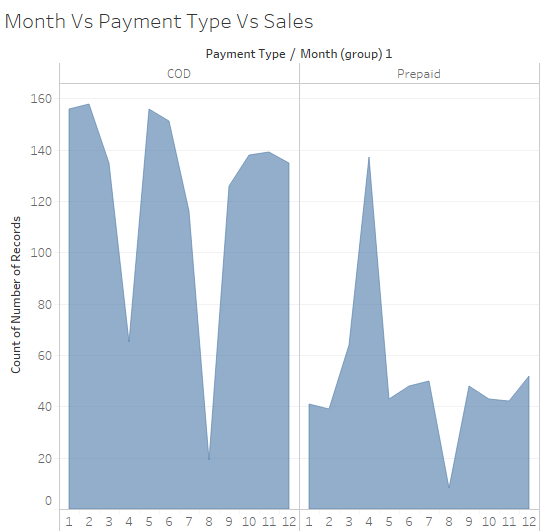 Month Vs Payment Type Vs Sales
Payment Type / Month (group) 1
COD Prepaid
Count of Number of Records
160
140
120
100
80
60
40
20
0
1 2 3 4 5 6 7 8 9 10 11 12 1 2 3 4 5 6 7 8 9 10 11 12